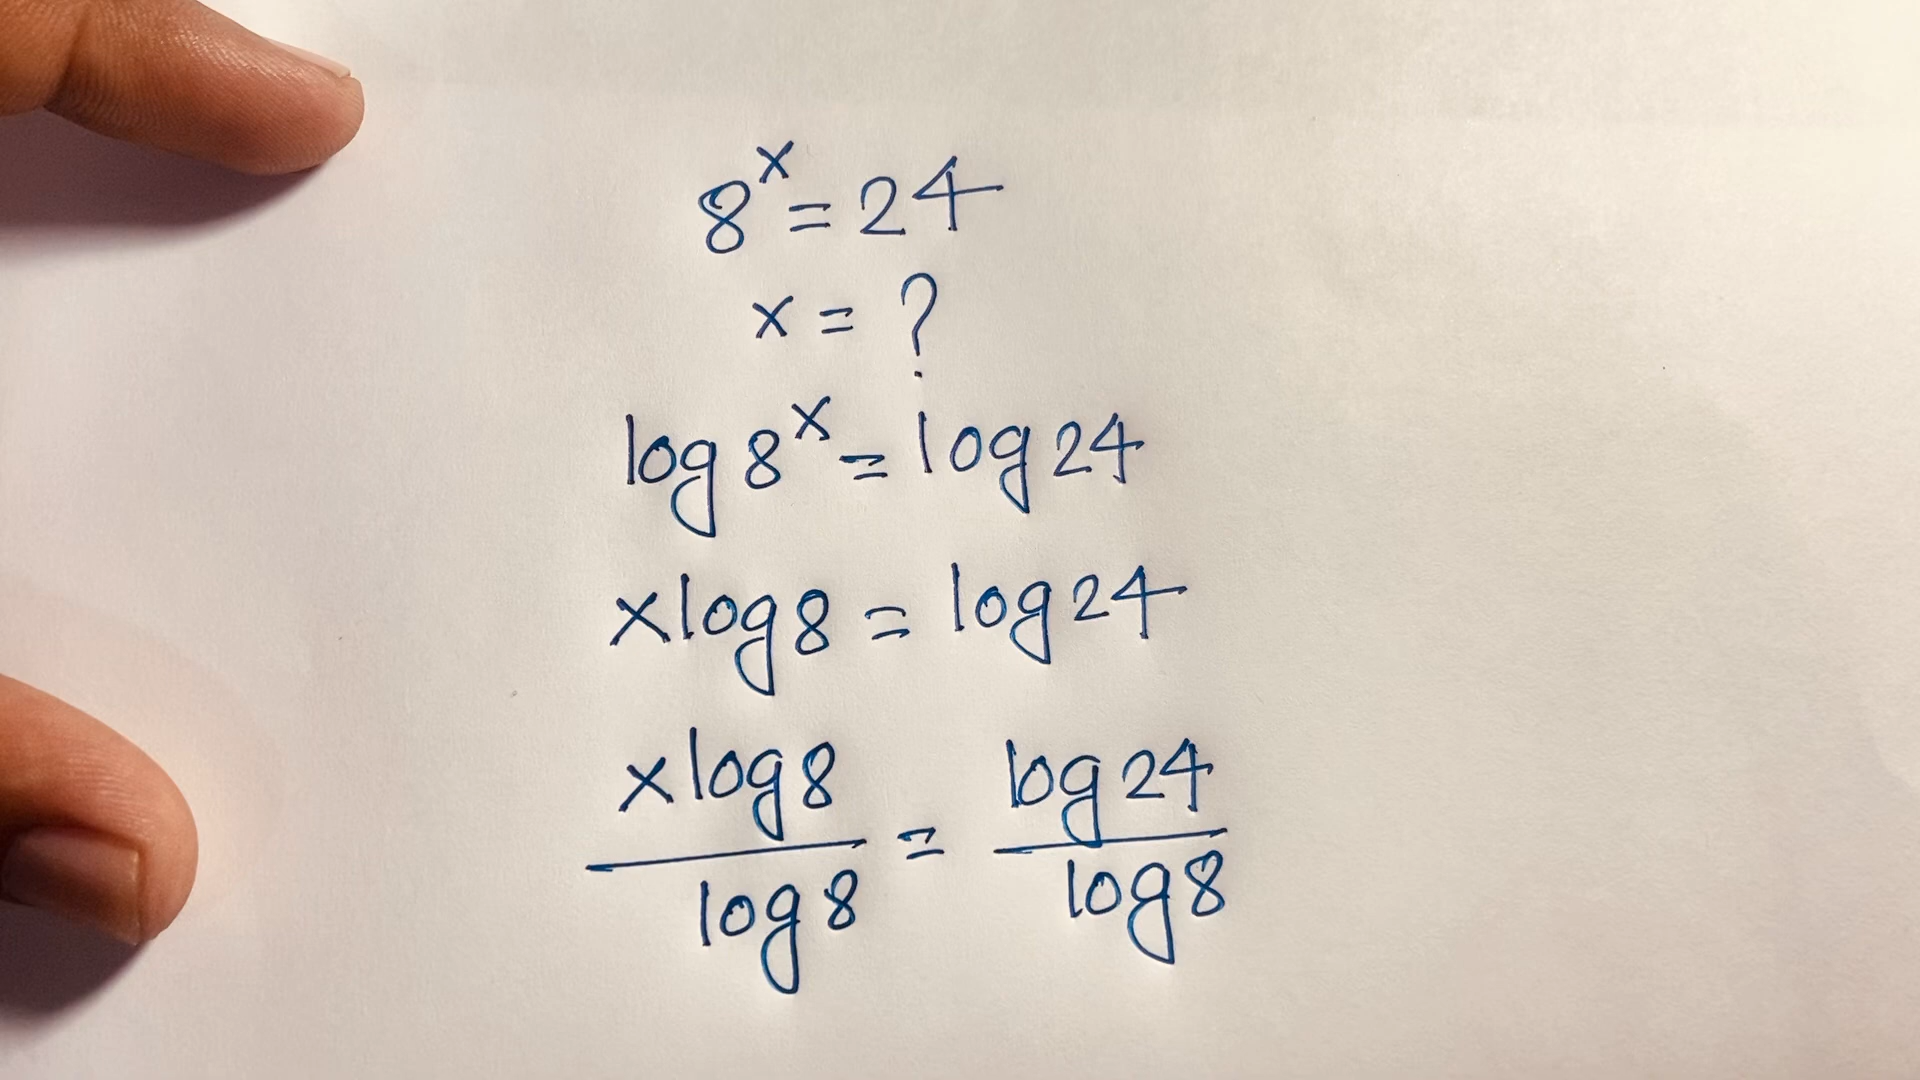 8^x = 24
x = ?
log 8^x = log 24
x log 8 = log 24
x log 8 / log 8 = log 24 / log 8